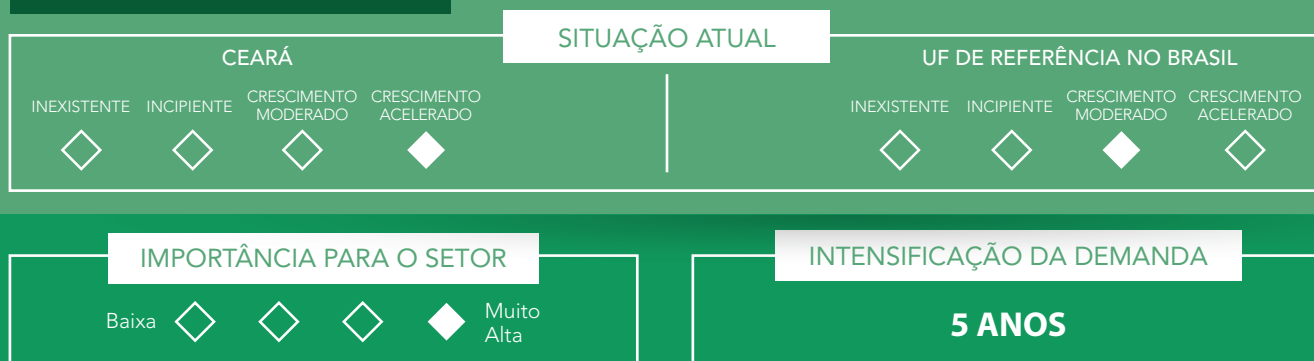 SITUAÇÃO ATUAL
CEARÁ
INEXISTENTE
INCIPIENTE
CRESCIMENTO
MODERADO
CRESCIMENTO
ACELERADO
UF DE REFERÊNCIA NO BRASIL
INEXISTENTE
INCIPIENTE
CRESCIMENTO
MODERADO
CRESCIMENTO
ACELERADO
IMPORTÂNCIA PARA O SETOR
Baixa
Muito
Alta
INTENSIFICAÇÃO DA DEMANDA
5 ANOS